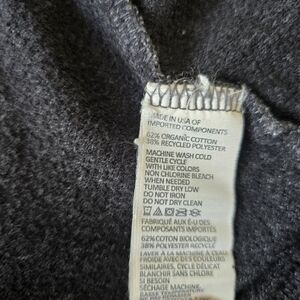 MADE IN USA OF
IMPORTED COMPONENTS
62% ORGANIC COTTON
38% RECYCLED POLYESTER
MACHINE WASH COLD
GENTLE CYCLE
WITH LIKE COLORS
NON CHLORINE BLEACH
WHEN NEEDED
TUMBLE DRY LOW
DO NOT IRON
DO NOT DRY CLEAN
FABRIQUÉ AUX É-U DES
COMPOSANTS IMPORTÉS
62% COTON BIOLOGIQUE
38% POLYESTER RECYCLÉ
LAVER À LA MACHINE À L'EAU
FROIDE AVEC DES COULEURS
SIMILAIRES, CYCLE DÉLICAT
BLANCHIR SANS CHLORE
SI BESOIN
SÉCHAGE MACHINE,
BASSE TEMPÉRATURE